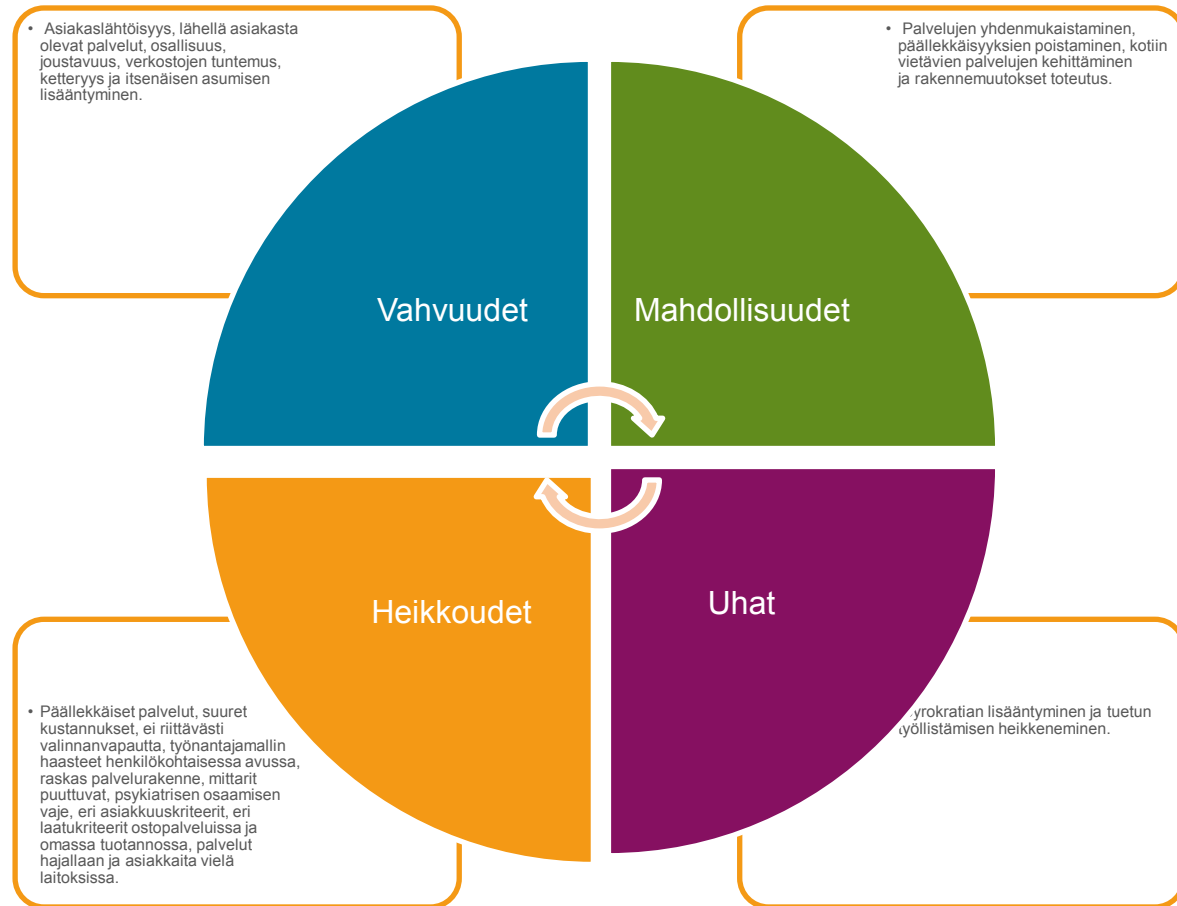 • Asiakaslähtöisyys, lähellä asiakasta
olevat palvelut, osallisuus,
joustavuus, verkostojen tuntemus,
ketteryys ja itsenäisen asumisen
lisääntyminen.
• Palvelujen yhdenmukaistaminen,
päällekkäisyyksien poistaminen, kotiin
vietävien palvelujen kehittäminen
ja rakennemuutokset toteutus.
Vahvuudet
Mahdollisuudet
Heikkoudet
Uhat
• Päällekkäiset palvelut, suuret
kustannukset, ei riittävästi
valinnanvapautta, työnantajamallin
haasteet henkilökohtaisessa avussa,
raskas palvelurakenne, mittarit
puuttuvat, psykiatrisen osaamisen
vaje, eri asiakkuuskriteerit, eri
laatukriteerit ostopalveluissa ja
omassa tuotannossa, palvelut
hajallaan ja asiakkaita vielä
laitoksissa.
yrokratian lisääntyminen ja tuetun
työllistämisen heikkeneminen.